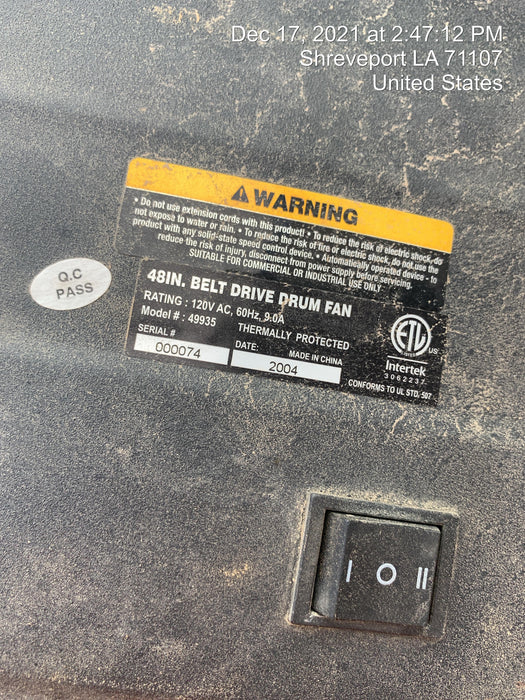 Dec 17, 2021 at 2:47:12 PM
Shreveport LA 71107
United States
WARNING
• Do not use extension cords with this product! • To reduce the risk of electric shock, do
not expose to water or rain. • To reduce the risk of fire or electric shock, do not use the
product with any solid-state speed control device. • Automatically operated device - to
reduce the risk of injury, disconnect from power supply before servicing.
SUITABLE FOR COMMERCIAL OR INDUSTRIAL USE ONLY
Q.C
PASS
48IN. BELT DRIVE DRUM FAN
RATING : 120V AC, 60Hz, 9.0A
Model # : 49935
THERMALLY PROTECTED
SERIAL #
000074
DATE:
MADE IN CHINA
2004
ETL
US
Intertek
3062237
CONFORMS TO UL STD. 507
I O II